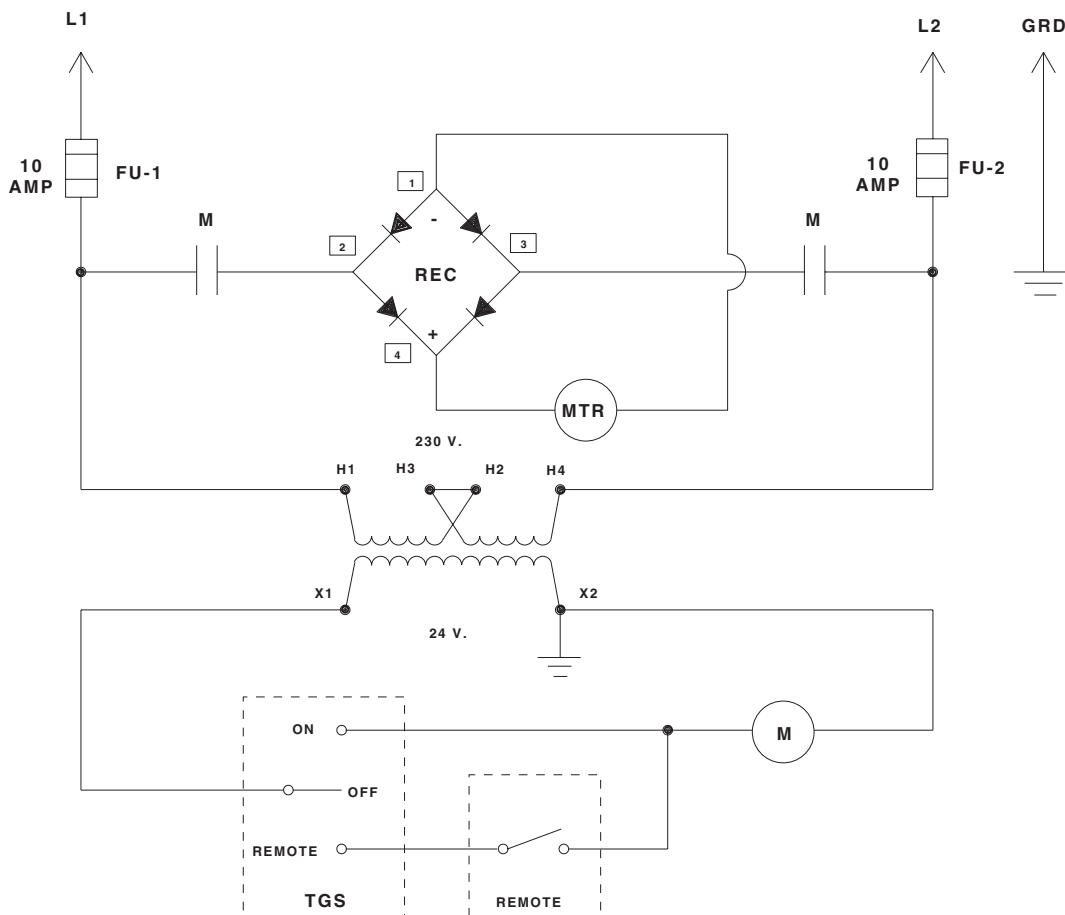 L1
L2
GRD
10
AMP
FU-1
10
AMP
FU-2
1
M
-
M
2
3
REC
+
4
MTR
230 V.
H1
H3
H2
H4
X1
X2
24 V.
ON
M
OFF
REMOTE
TGS
REMOTE